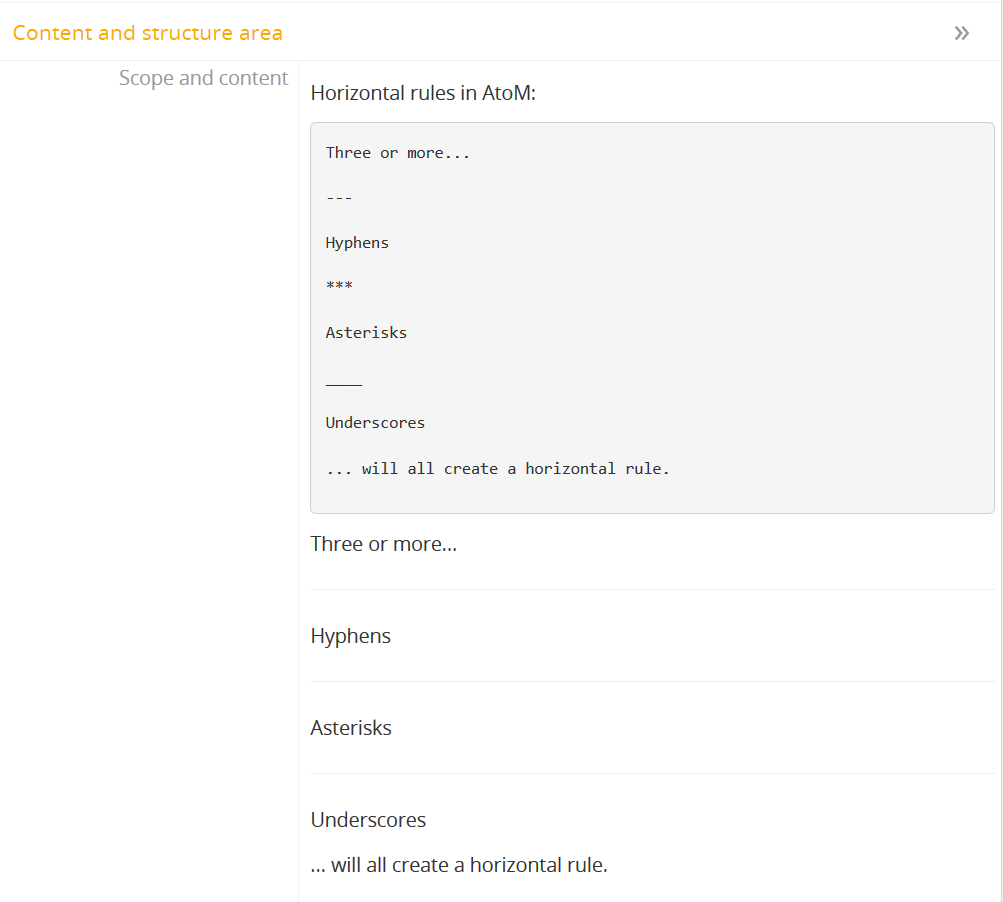 Content and structure area »
Scope and content
Horizontal rules in AtoM:
Three or more...
---
Hyphens
***
Asterisks
____
Underscores
... will all create a horizontal rule.
Three or more...
Hyphens
Asterisks
Underscores
... will all create a horizontal rule.